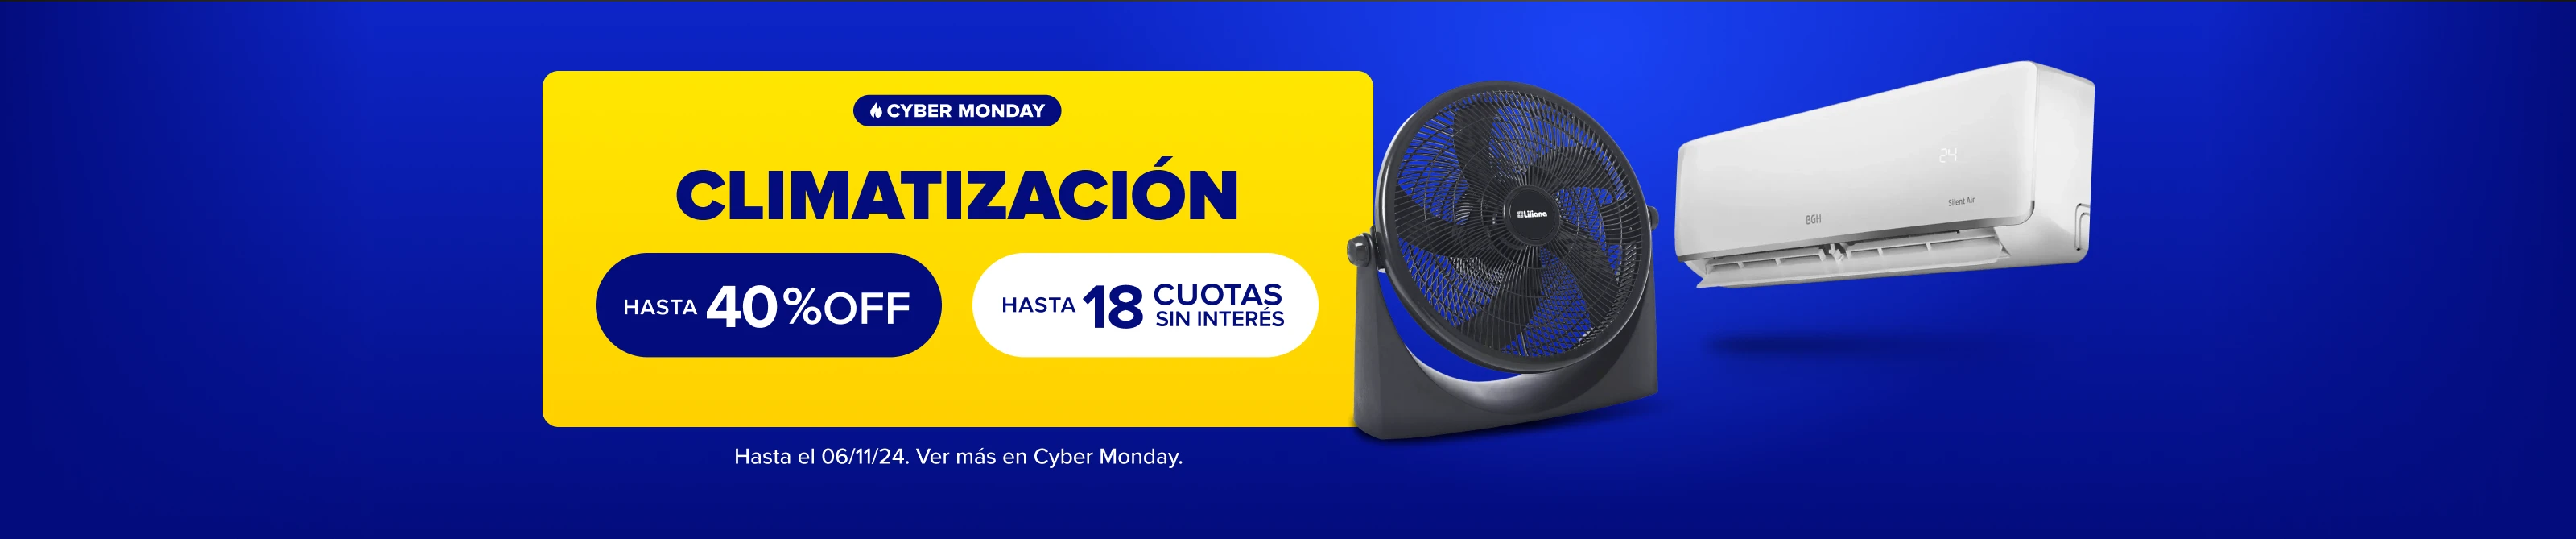 CYBER MONDAY
CLIMATIZACIÓN
HASTA 40%OFF
HASTA 18 CUOTAS
SIN INTERÉS
Hasta el 06/11/24. Ver más en Cyber Monday.
Liliana
24
Silent Air
BGH